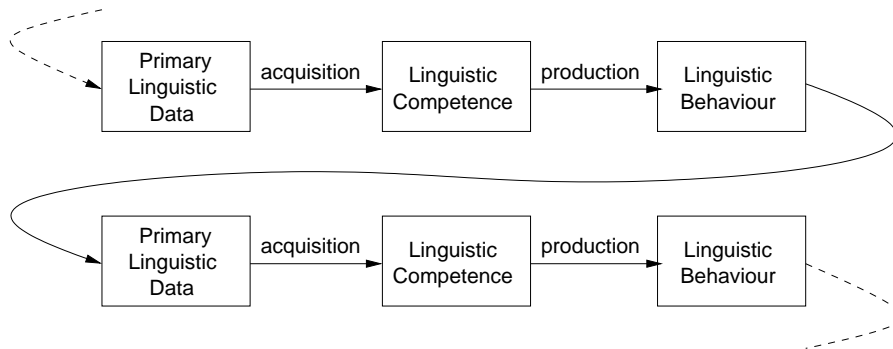 Primary
Linguistic
Data
acquisition
Linguistic
Competence
production
Linguistic
Behaviour
Primary
Linguistic
Data
acquisition
Linguistic
Competence
production
Linguistic
Behaviour